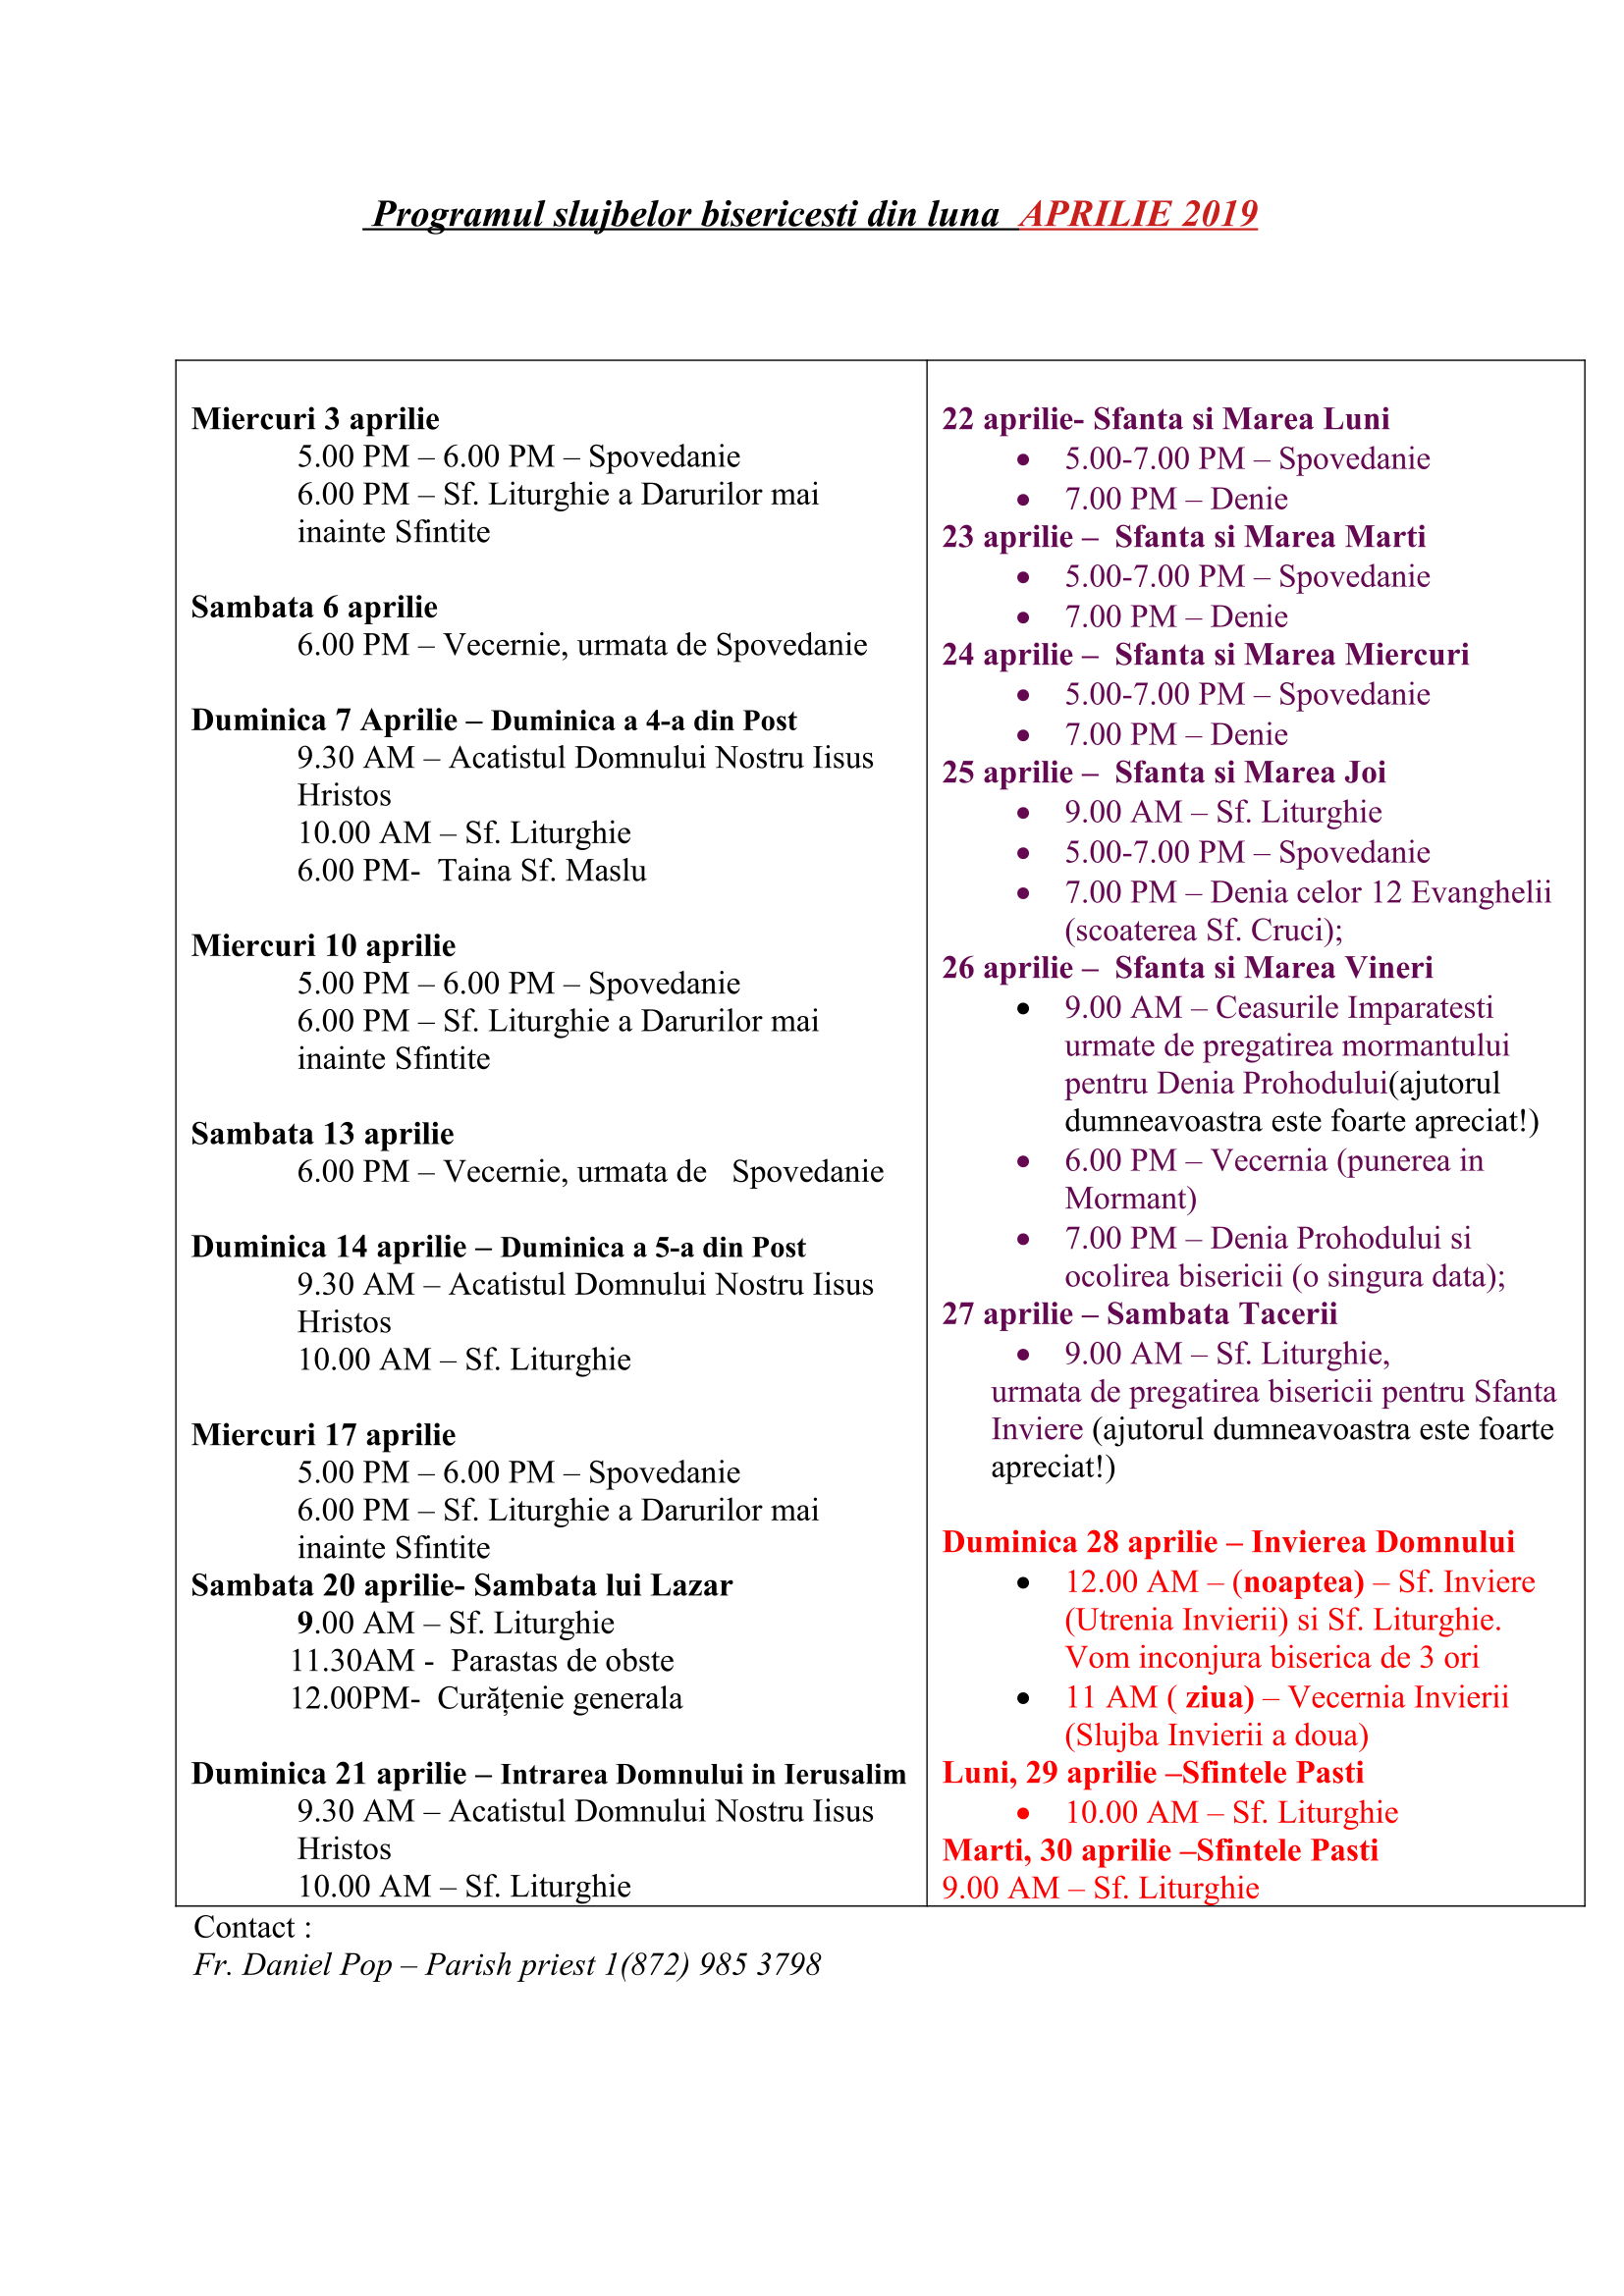 Programul slujbelor bisericesti din luna APRILIE 2019
Miercuri 3 aprilie
5.00 PM – 6.00 PM – Spovedanie
6.00 PM – Sf. Liturghie a Darurilor mai
inainte Sfintite
Sambata 6 aprilie
6.00 PM – Vecernie, urmata de Spovedanie
Duminica 7 Aprilie – Duminica a 4-a din Post
9.30 AM – Acatistul Domnului Nostru Iisus
Hristos
10.00 AM – Sf. Liturghie
6.00 PM- Taina Sf. Maslu
Miercuri 10 aprilie
5.00 PM – 6.00 PM – Spovedanie
6.00 PM – Sf. Liturghie a Darurilor mai
inainte Sfintite
Sambata 13 aprilie
6.00 PM – Vecernie, urmata de Spovedanie
Duminica 14 aprilie – Duminica a 5-a din Post
9.30 AM – Acatistul Domnului Nostru Iisus
Hristos
10.00 AM – Sf. Liturghie
Miercuri 17 aprilie
5.00 PM – 6.00 PM – Spovedanie
6.00 PM – Sf. Liturghie a Darurilor mai
inainte Sfintite
Sambata 20 aprilie- Sambata lui Lazar
9.00 AM – Sf. Liturghie
11.30AM - Parastas de obste
12.00PM- Curățenie generala
Duminica 21 aprilie – Intrarea Domnului in Ierusalim
9.30 AM – Acatistul Domnului Nostru Iisus
Hristos
10.00 AM – Sf. Liturghie
22 aprilie- Sfanta si Marea Luni
• 5.00-7.00 PM – Spovedanie
• 7.00 PM – Denie
23 aprilie – Sfanta si Marea Marti
• 5.00-7.00 PM – Spovedanie
• 7.00 PM – Denie
24 aprilie – Sfanta si Marea Miercuri
• 5.00-7.00 PM – Spovedanie
• 7.00 PM – Denie
25 aprilie – Sfanta si Marea Joi
• 9.00 AM – Sf. Liturghie
• 5.00-7.00 PM – Spovedanie
• 7.00 PM – Denia celor 12 Evanghelii
(scoaterea Sf. Cruci);
26 aprilie – Sfanta si Marea Vineri
• 9.00 AM – Ceasurile Imparatesti
urmate de pregatirea mormantului
pentru Denia Prohodului(ajutorul
dumneavoastra este foarte apreciat!)
• 6.00 PM – Vecernia (punerea in
Mormant)
• 7.00 PM – Denia Prohodului si
ocolirea bisericii (o singura data);
27 aprilie – Sambata Tacerii
• 9.00 AM – Sf. Liturghie,
urmata de pregatirea bisericii pentru Sfanta
Inviere (ajutorul dumneavoastra este foarte
apreciat!)
Duminica 28 aprilie – Invierea Domnului
• 12.00 AM – (noaptea) – Sf. Inviere
(Utrenia Invierii) si Sf. Liturghie.
Vom inconjura biserica de 3 ori
• 11 AM ( ziua) – Vecernia Invierii
(Slujba Invierii a doua)
Luni, 29 aprilie –Sfintele Pasti
• 10.00 AM – Sf. Liturghie
Marti, 30 aprilie –Sfintele Pasti
9.00 AM – Sf. Liturghie
Contact :
Fr. Daniel Pop – Parish priest 1(872) 985 3798